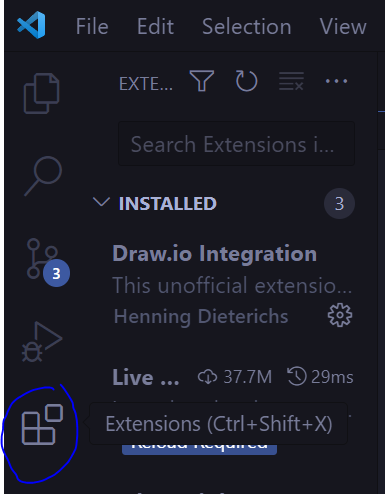 File Edit Selection View
EXTE...
Search Extensions i...
INSTALLED 3
Draw.io Integration
This unofficial extensio...
3
Henning Dieterichs
Live ... 37.7M 29ms
Extensions (Ctrl+Shift+X)
Reload Required